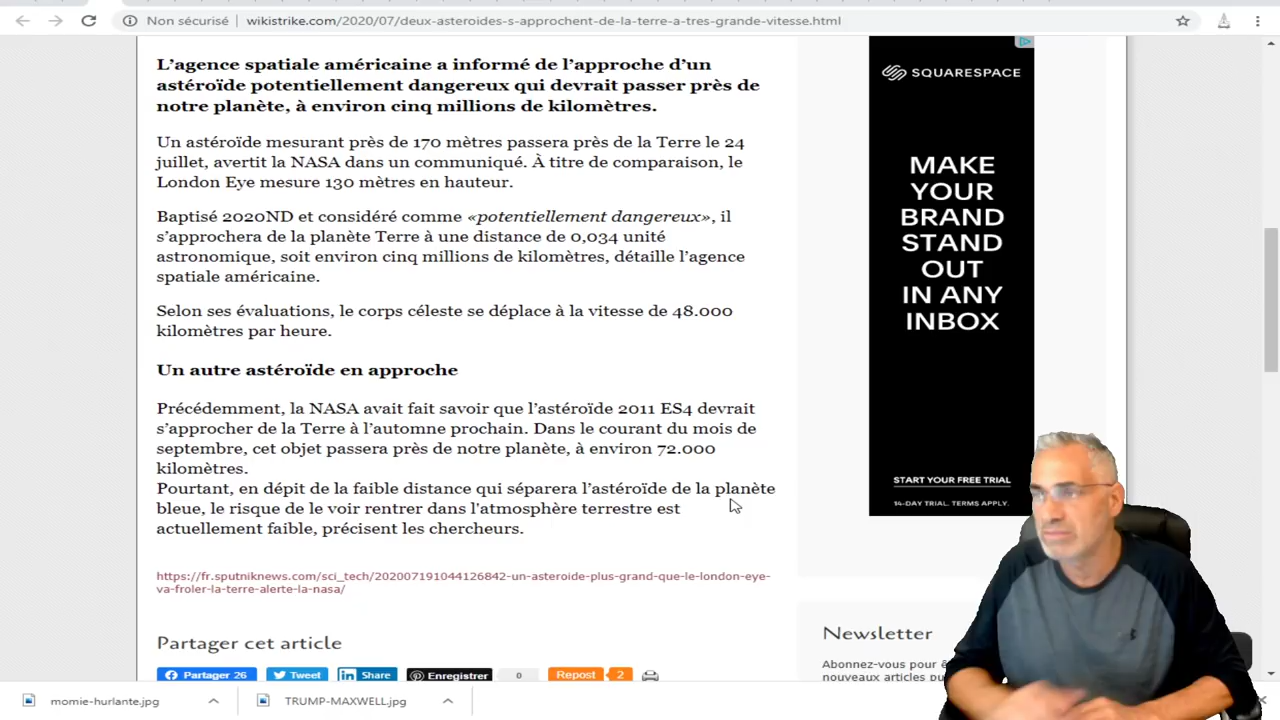 Non sécurisé
wikistrike.com/2020/07/deux-asteroides-s-approchent-de-la-terre-a-tres-grande-vitesse.html
L’agence spatiale américaine a informé de l’approche d’un
astéroïde potentiellement dangereux qui devrait passer près de
notre planète, à environ cinq millions de kilomètres.
Un astéroïde mesurant près de 170 mètres passera près de la Terre le 24
juillet, avertit la NASA dans un communiqué. À titre de comparaison, le
London Eye mesure 130 mètres en hauteur.
Baptisé 2020ND et considéré comme «potentiellement dangereux», il
s’approchera de la planète Terre à une distance de 0,034 unité
astronomique, soit environ cinq millions de kilomètres, détaille l’agence
spatiale américaine.
Selon ses évaluations, le corps céleste se déplace à la vitesse de 48.000
kilomètres par heure.
Un autre astéroïde en approche
Précédemment, la NASA avait fait savoir que l’astéroïde 2011 ES4 devrait
s’approcher de la Terre à l’automne prochain. Dans le courant du mois de
septembre, cet objet passera près de notre planète, à environ 72.000
kilomètres.
Pourtant, en dépit de la faible distance qui séparera l’astéroïde de la planète
bleue, le risque de le voir rentrer dans l'atmosphère terrestre est
actuellement faible, précisent les chercheurs.
https://fr.sputniknews.com/sci_tech/202007191044126842-un-asteroide-plus-grand-que-le-london-eye-
va-froler-la-terre-alerte-la-nasa/
Partager cet article
Partager 26
Tweet
Share
Enregistrer
0
Repost
2
SQUARESPACE
MAKE
YOUR
BRAND
STAND
OUT
IN ANY
INBOX
START YOUR FREE TRIAL
14-DAY TRIAL. TERMS APPLY.
Newsletter
Abonnez-vous pour
nouveaux articles
momie-hurlante.jpg
TRUMP-MAXWELL.jpg